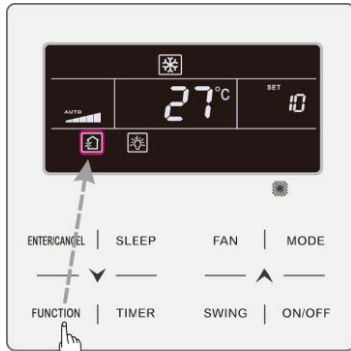 SET
AUTO 27°C 10
ENTER/CANCEL SLEEP FAN MODE
FUNCTION TIMER SWING ON/OFF